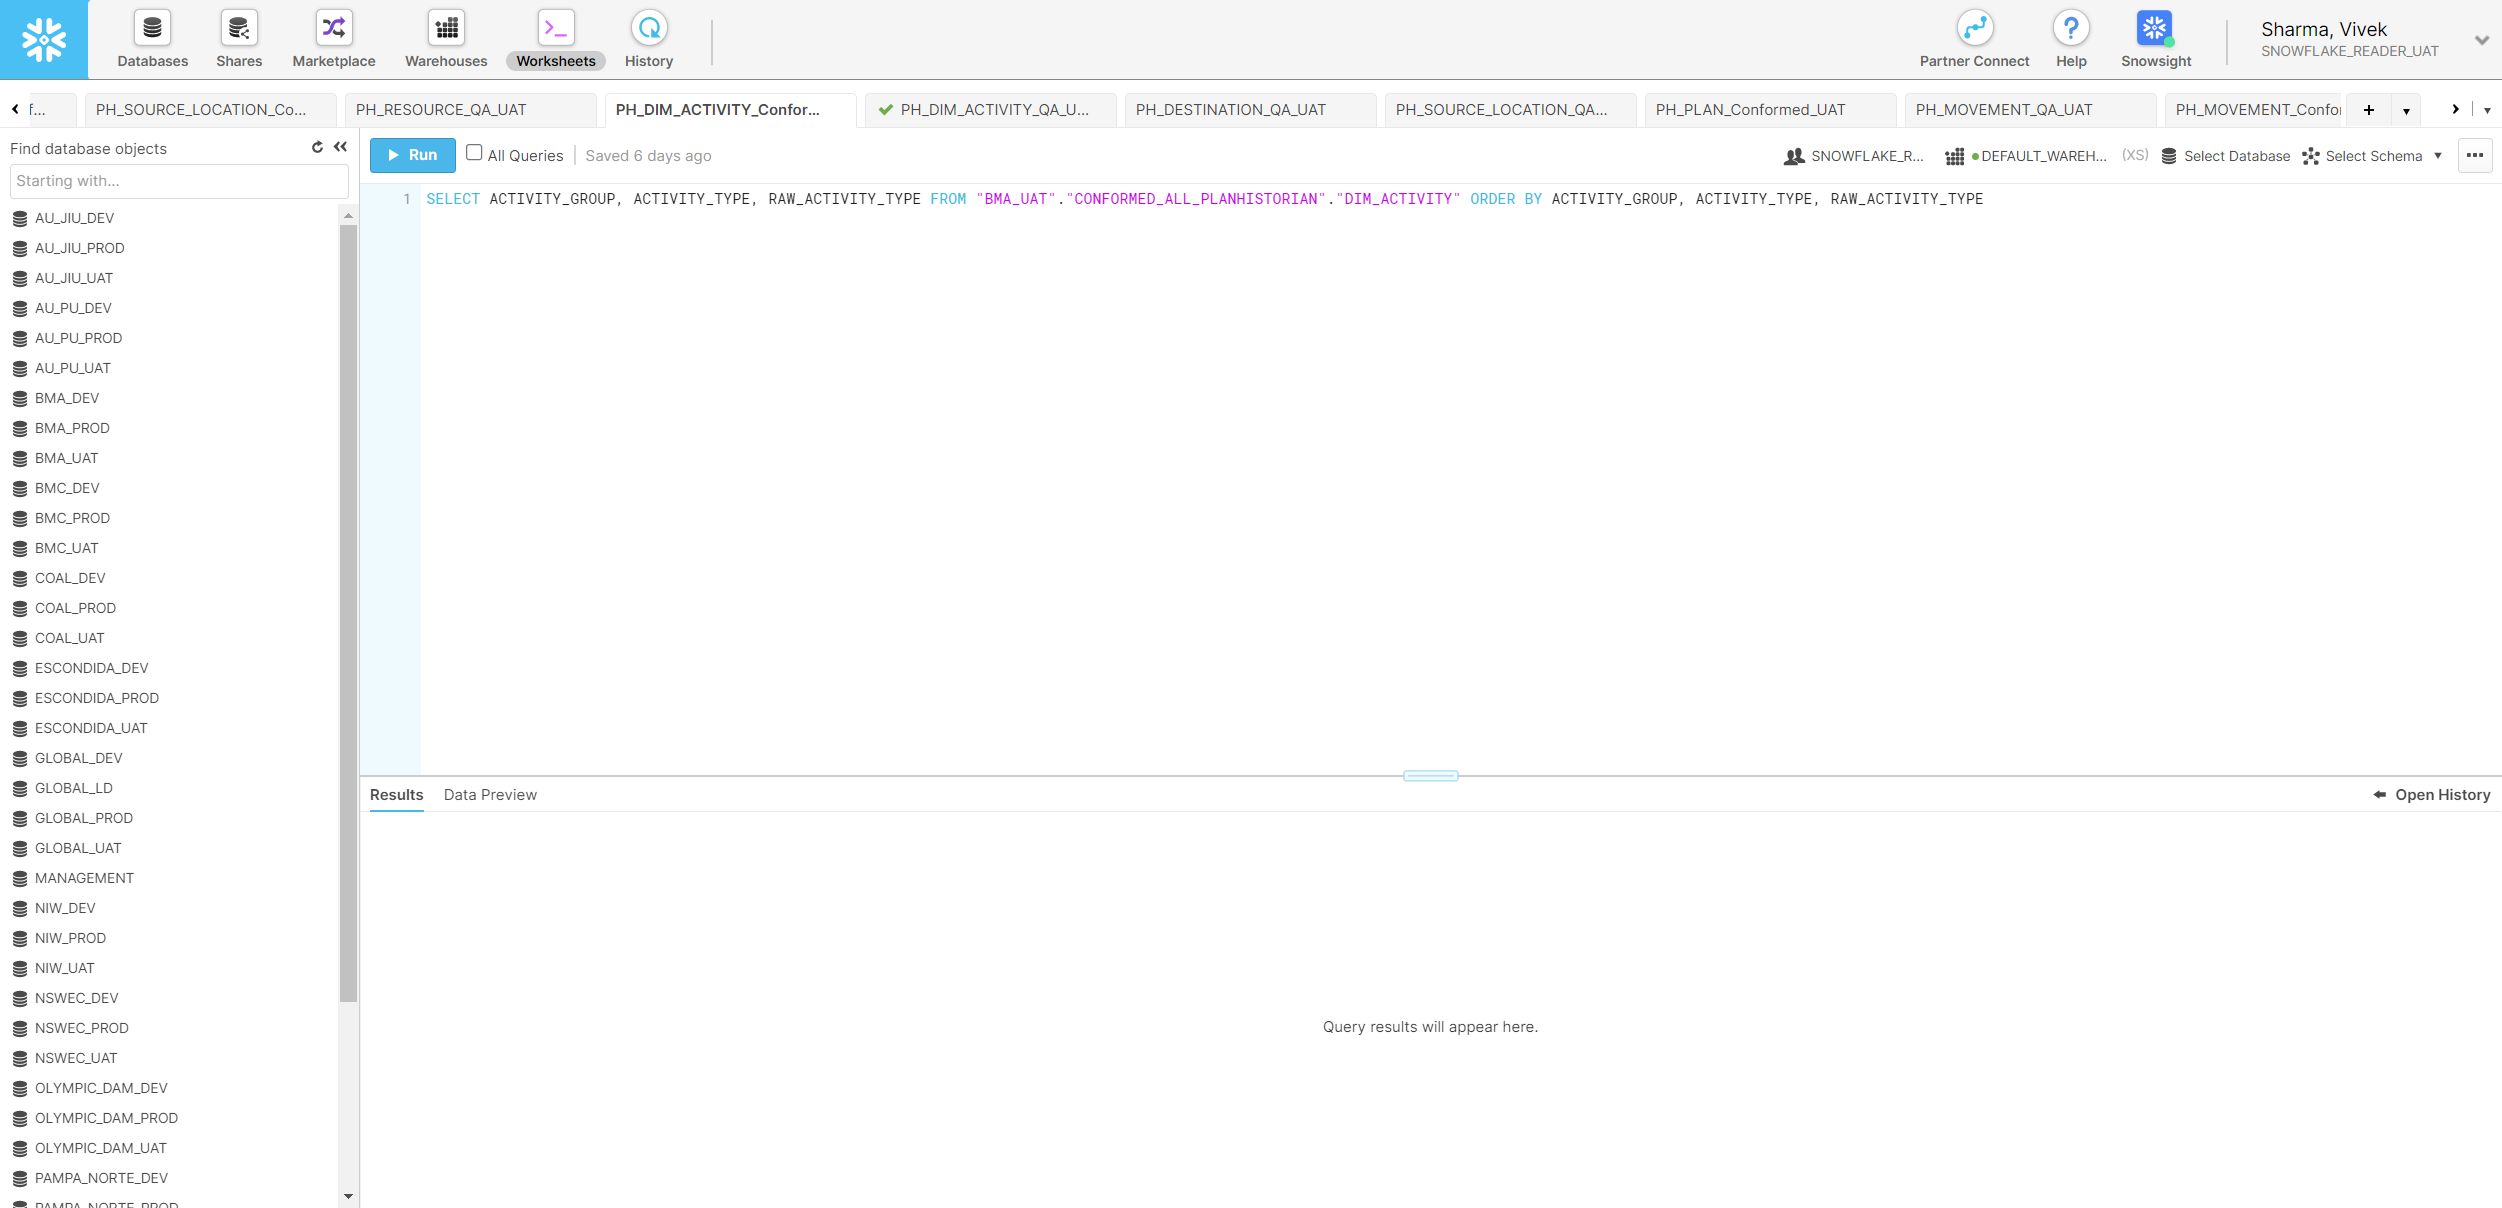 Databases
Shares
Marketplace
Warehouses
Worksheets
History
Partner Connect
Help
Snowsight
Sharma, Vivek
SNOWFLAKE_READER_UAT
f...
PH_SOURCE_LOCATION_Co...
PH_RESOURCE_QA_UAT
PH_DIM_ACTIVITY_Confor...
PH_DIM_ACTIVITY_QA_U...
PH_DESTINATION_QA_UAT
PH_SOURCE_LOCATION_QA...
PH_PLAN_Conformed_UAT
PH_MOVEMENT_QA_UAT
PH_MOVEMENT_Confor
Find database objects
Starting with...
AU_JIU_DEV
AU_JIU_PROD
AU_JIU_UAT
AU_PU_DEV
AU_PU_PROD
AU_PU_UAT
BMA_DEV
BMA_PROD
BMA_UAT
BMC_DEV
BMC_PROD
BMC_UAT
COAL_DEV
COAL_PROD
COAL_UAT
ESCONDIDA_DEV
ESCONDIDA_PROD
ESCONDIDA_UAT
GLOBAL_DEV
GLOBAL_LD
GLOBAL_PROD
GLOBAL_UAT
MANAGEMENT
NIW_DEV
NIW_PROD
NIW_UAT
NSWEC_DEV
NSWEC_PROD
NSWEC_UAT
OLYMPIC_DAM_DEV
OLYMPIC_DAM_PROD
OLYMPIC_DAM_UAT
PAMPA_NORTE_DEV
PAMPA_NORTE_PROD
Run
All Queries
Saved 6 days ago
SNOWFLAKE_R...
DEFAULT_WAREH...
(XS)
Select Database
Select Schema
1 SELECT ACTIVITY_GROUP, ACTIVITY_TYPE, RAW_ACTIVITY_TYPE FROM "BMA_UAT"."CONFORMED_ALL_PLANHISTORIAN"."DIM_ACTIVITY" ORDER BY ACTIVITY_GROUP, ACTIVITY_TYPE, RAW_ACTIVITY_TYPE
Results
Data Preview
Open History
Query results will appear here.